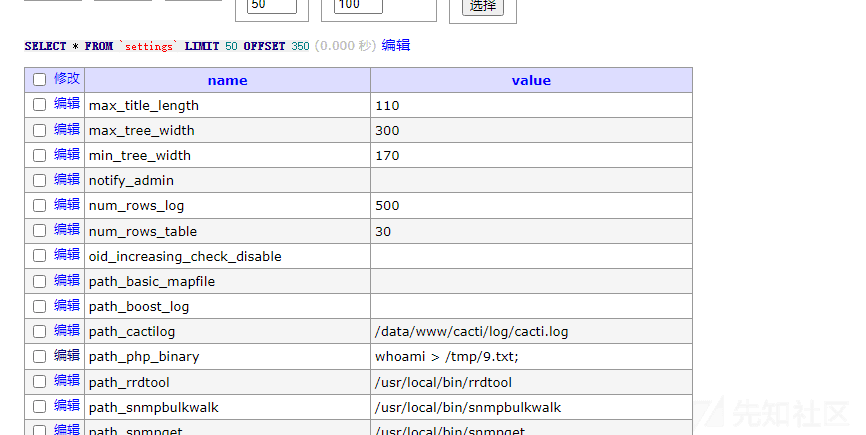 50 100 选择
SELECT * FROM `settings` LIMIT 50 OFFSET 350 (0.000 秒) 编辑
修改 name value
编辑 max_title_length 110
编辑 max_tree_width 300
编辑 min_tree_width 170
编辑 notify_admin
编辑 num_rows_log 500
编辑 num_rows_table 30
编辑 oid_increasing_check_disable
编辑 path_basic_mapfile
编辑 path_boost_log
编辑 path_cactilog /data/www/cacti/log/cacti.log
编辑 path_php_binary whoami > /tmp/9.txt;
编辑 path_rrdtool /usr/local/bin/rrdtool
编辑 path_snmpbulkwalk /usr/local/bin/snmpbulkwalk
编辑 path_snmpget /usr/local/bin/snmpget
先知社区